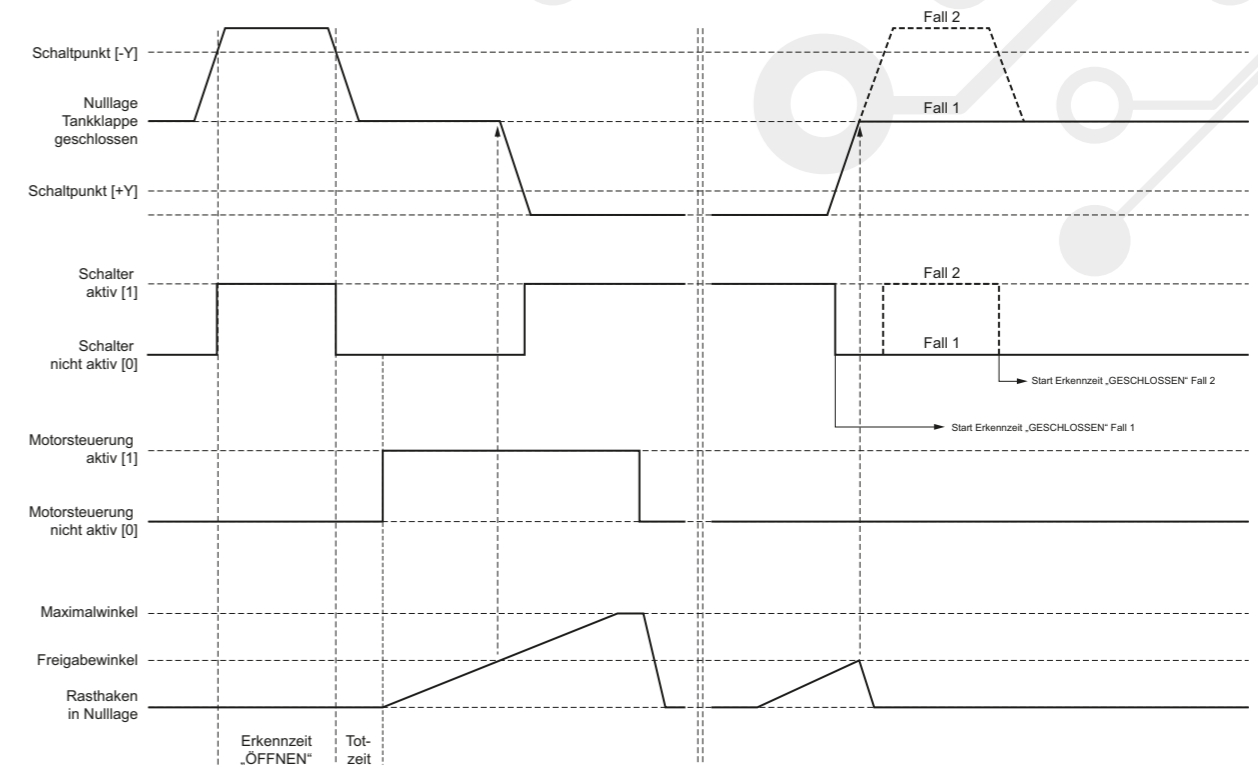 Fall 2
Schaltpunkt [-Y]
Nulllage
Tankklappe
geschlossen
Fall 1
Schaltpunkt [+Y]
Schalter
aktiv [1]
Fall 2
Schalter
nicht aktiv [0]
Fall 1
Start Erkennzeit „GESCHLOSSEN“ Fall 2
Start Erkennzeit „GESCHLOSSEN“ Fall 1
Motorsteuerung
aktiv [1]
Motorsteuerung
nicht aktiv [0]
Maximalwinkel
Freigabewinkel
Rasthaken
in Nulllage
Erkennzeit
„ÖFFNEN“
Tot-
zeit